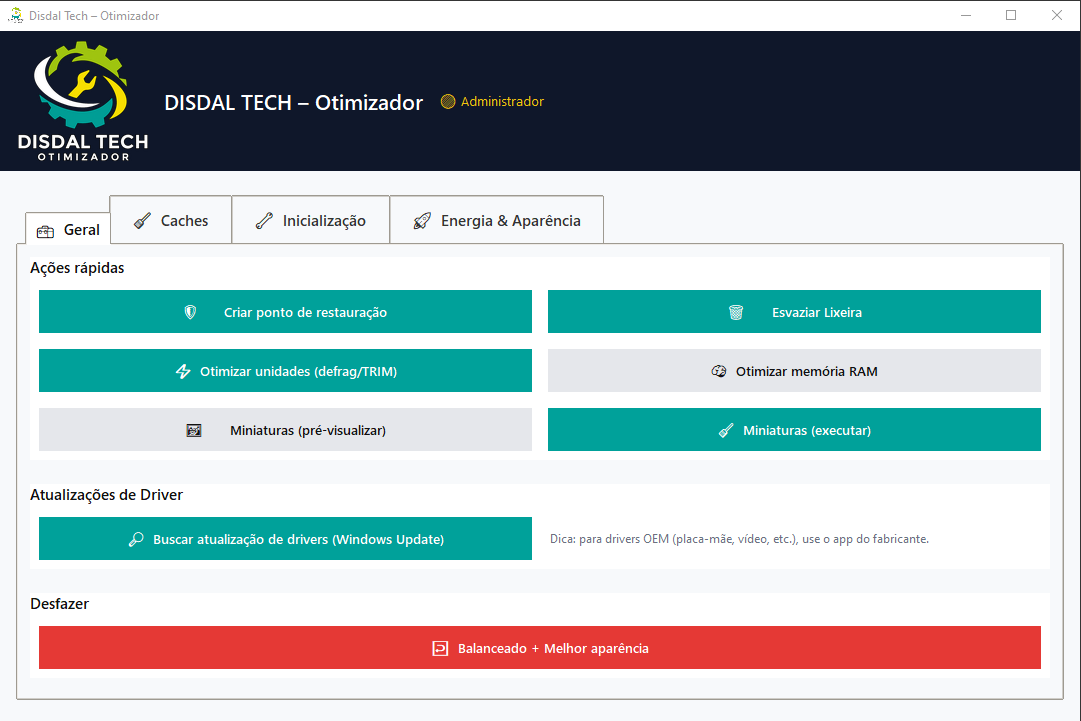 Disdal Tech – Otimizador
DISDAL TECH
OTIMIZADOR
DISDAL TECH – Otimizador
Administrador
Geral
Caches
Inicialização
Energia & Aparência
Ações rápidas
Criar ponto de restauração
Esvaziar Lixeira
Otimizar unidades (defrag/TRIM)
Otimizar memória RAM
Miniaturas (pré-visualizar)
Miniaturas (executar)
Atualizações de Driver
Buscar atualização de drivers (Windows Update)
Dica: para drivers OEM (placa-mãe, vídeo, etc.), use o app do fabricante.
Desfazer
Balanceado + Melhor aparência